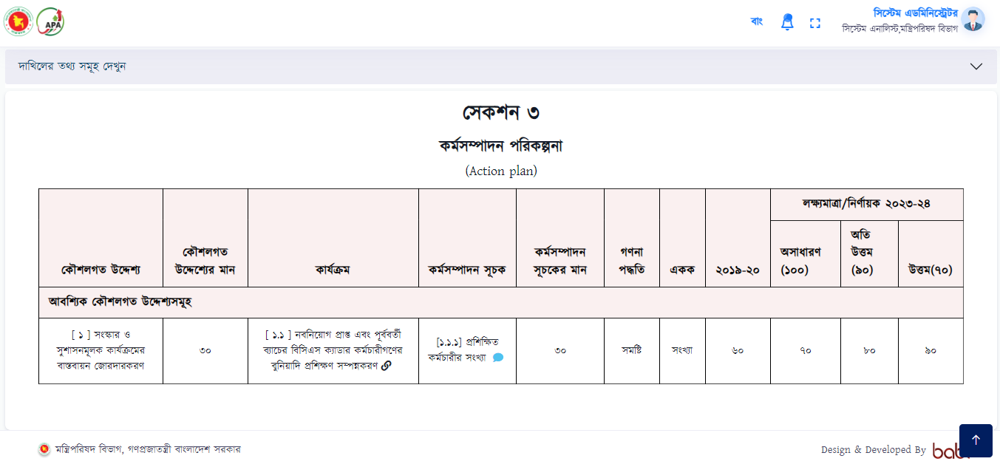 APA
বাং
সিস্টেম এডমিনিস্ট্রেটর
সিস্টেম এনালিস্ট,মন্ত্রিপরিষদ বিভাগ
দাখিলের তথ্য সমূহ দেখুন
সেকশন ৩
কর্মসম্পাদন পরিকল্পনা
(Action plan)
লক্ষ্যমাত্রা/নির্ণায়ক ২০২৩-২৪
কৌশলগত উদ্দেশ্য
কৌশলগত
উদ্দেশ্যের মান
কার্যক্রম
কর্মসম্পাদন সূচক
কর্মসম্পাদন
সূচকের মান
গণনা
পদ্ধতি
একক
২০১৯-২০
অসাধারণ
(১০০)
অতি
উত্তম
(৯০)
উত্তম(৭০)
আবশ্যিক কৌশলগত উদ্দেশ্যসমূহ
[ ১ ] সংস্কার ও
সুশাসনমূলক কার্যক্রমের
বাস্তবায়ন জোরদারকরণ
৩০
[ ১.১ ] নবনিয়োগ প্রাপ্ত এবং পূর্ববর্তী
ব্যাচের বিসিএস ক্যাডার কর্মচারীগণের
বুনিয়াদি প্রশিক্ষণ সম্পন্নকরণ
[১.১.১] প্রশিক্ষিত
কর্মচারীর সংখ্যা
৩০
সমষ্টি
সংখ্যা
৬০
৭০
৮০
৯০
মন্ত্রিপরিষদ বিভাগ, গণপ্রজাতন্ত্রী বাংলাদেশ সরকার
Design & Developed By